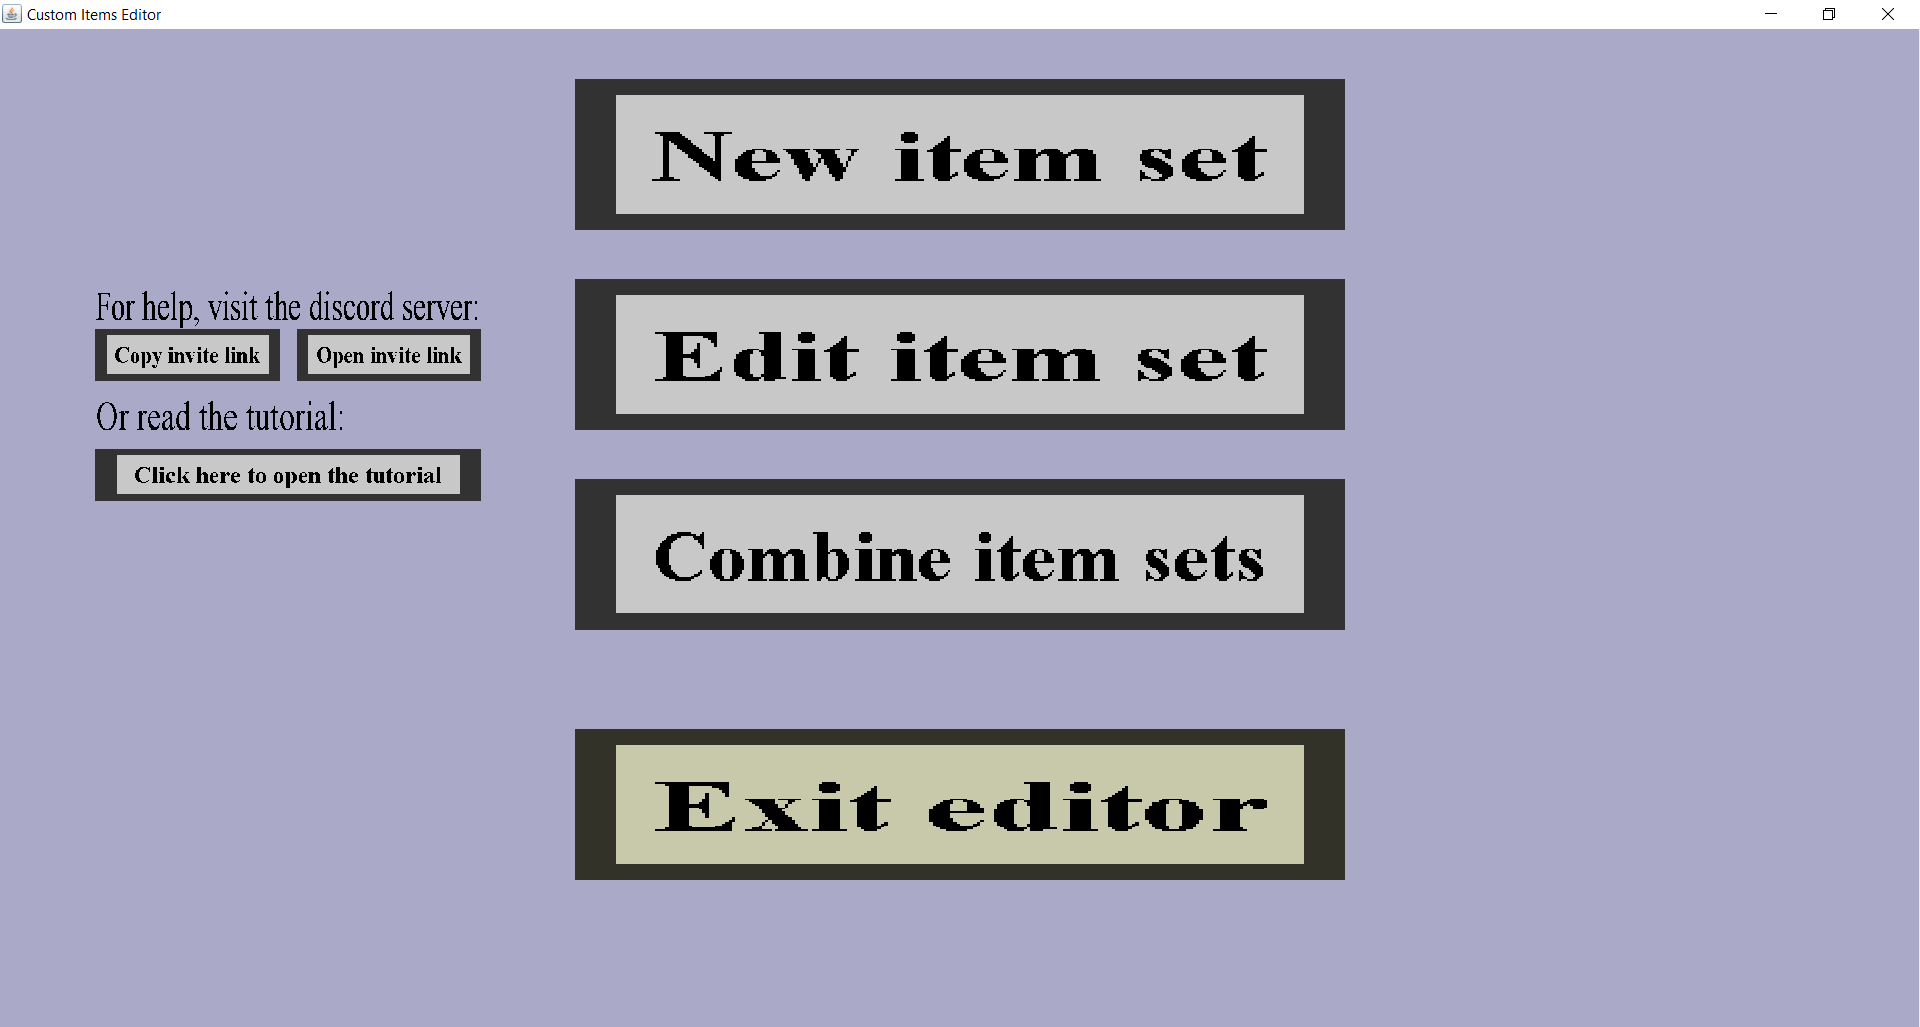 Custom Items Editor
New item set
Edit item set
Combine item sets
Exit editor
For help, visit the discord server:
Copy invite link
Open invite link
Or read the tutorial:
Click here to open the tutorial